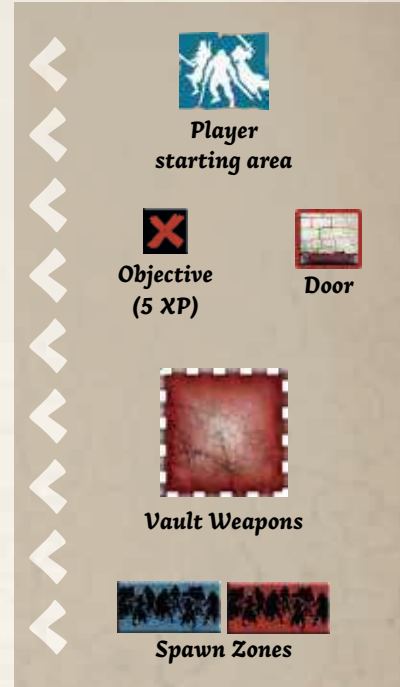 Player
starting area
Objective
(5 XP)
Door
Vault Weapons
Spawn Zones